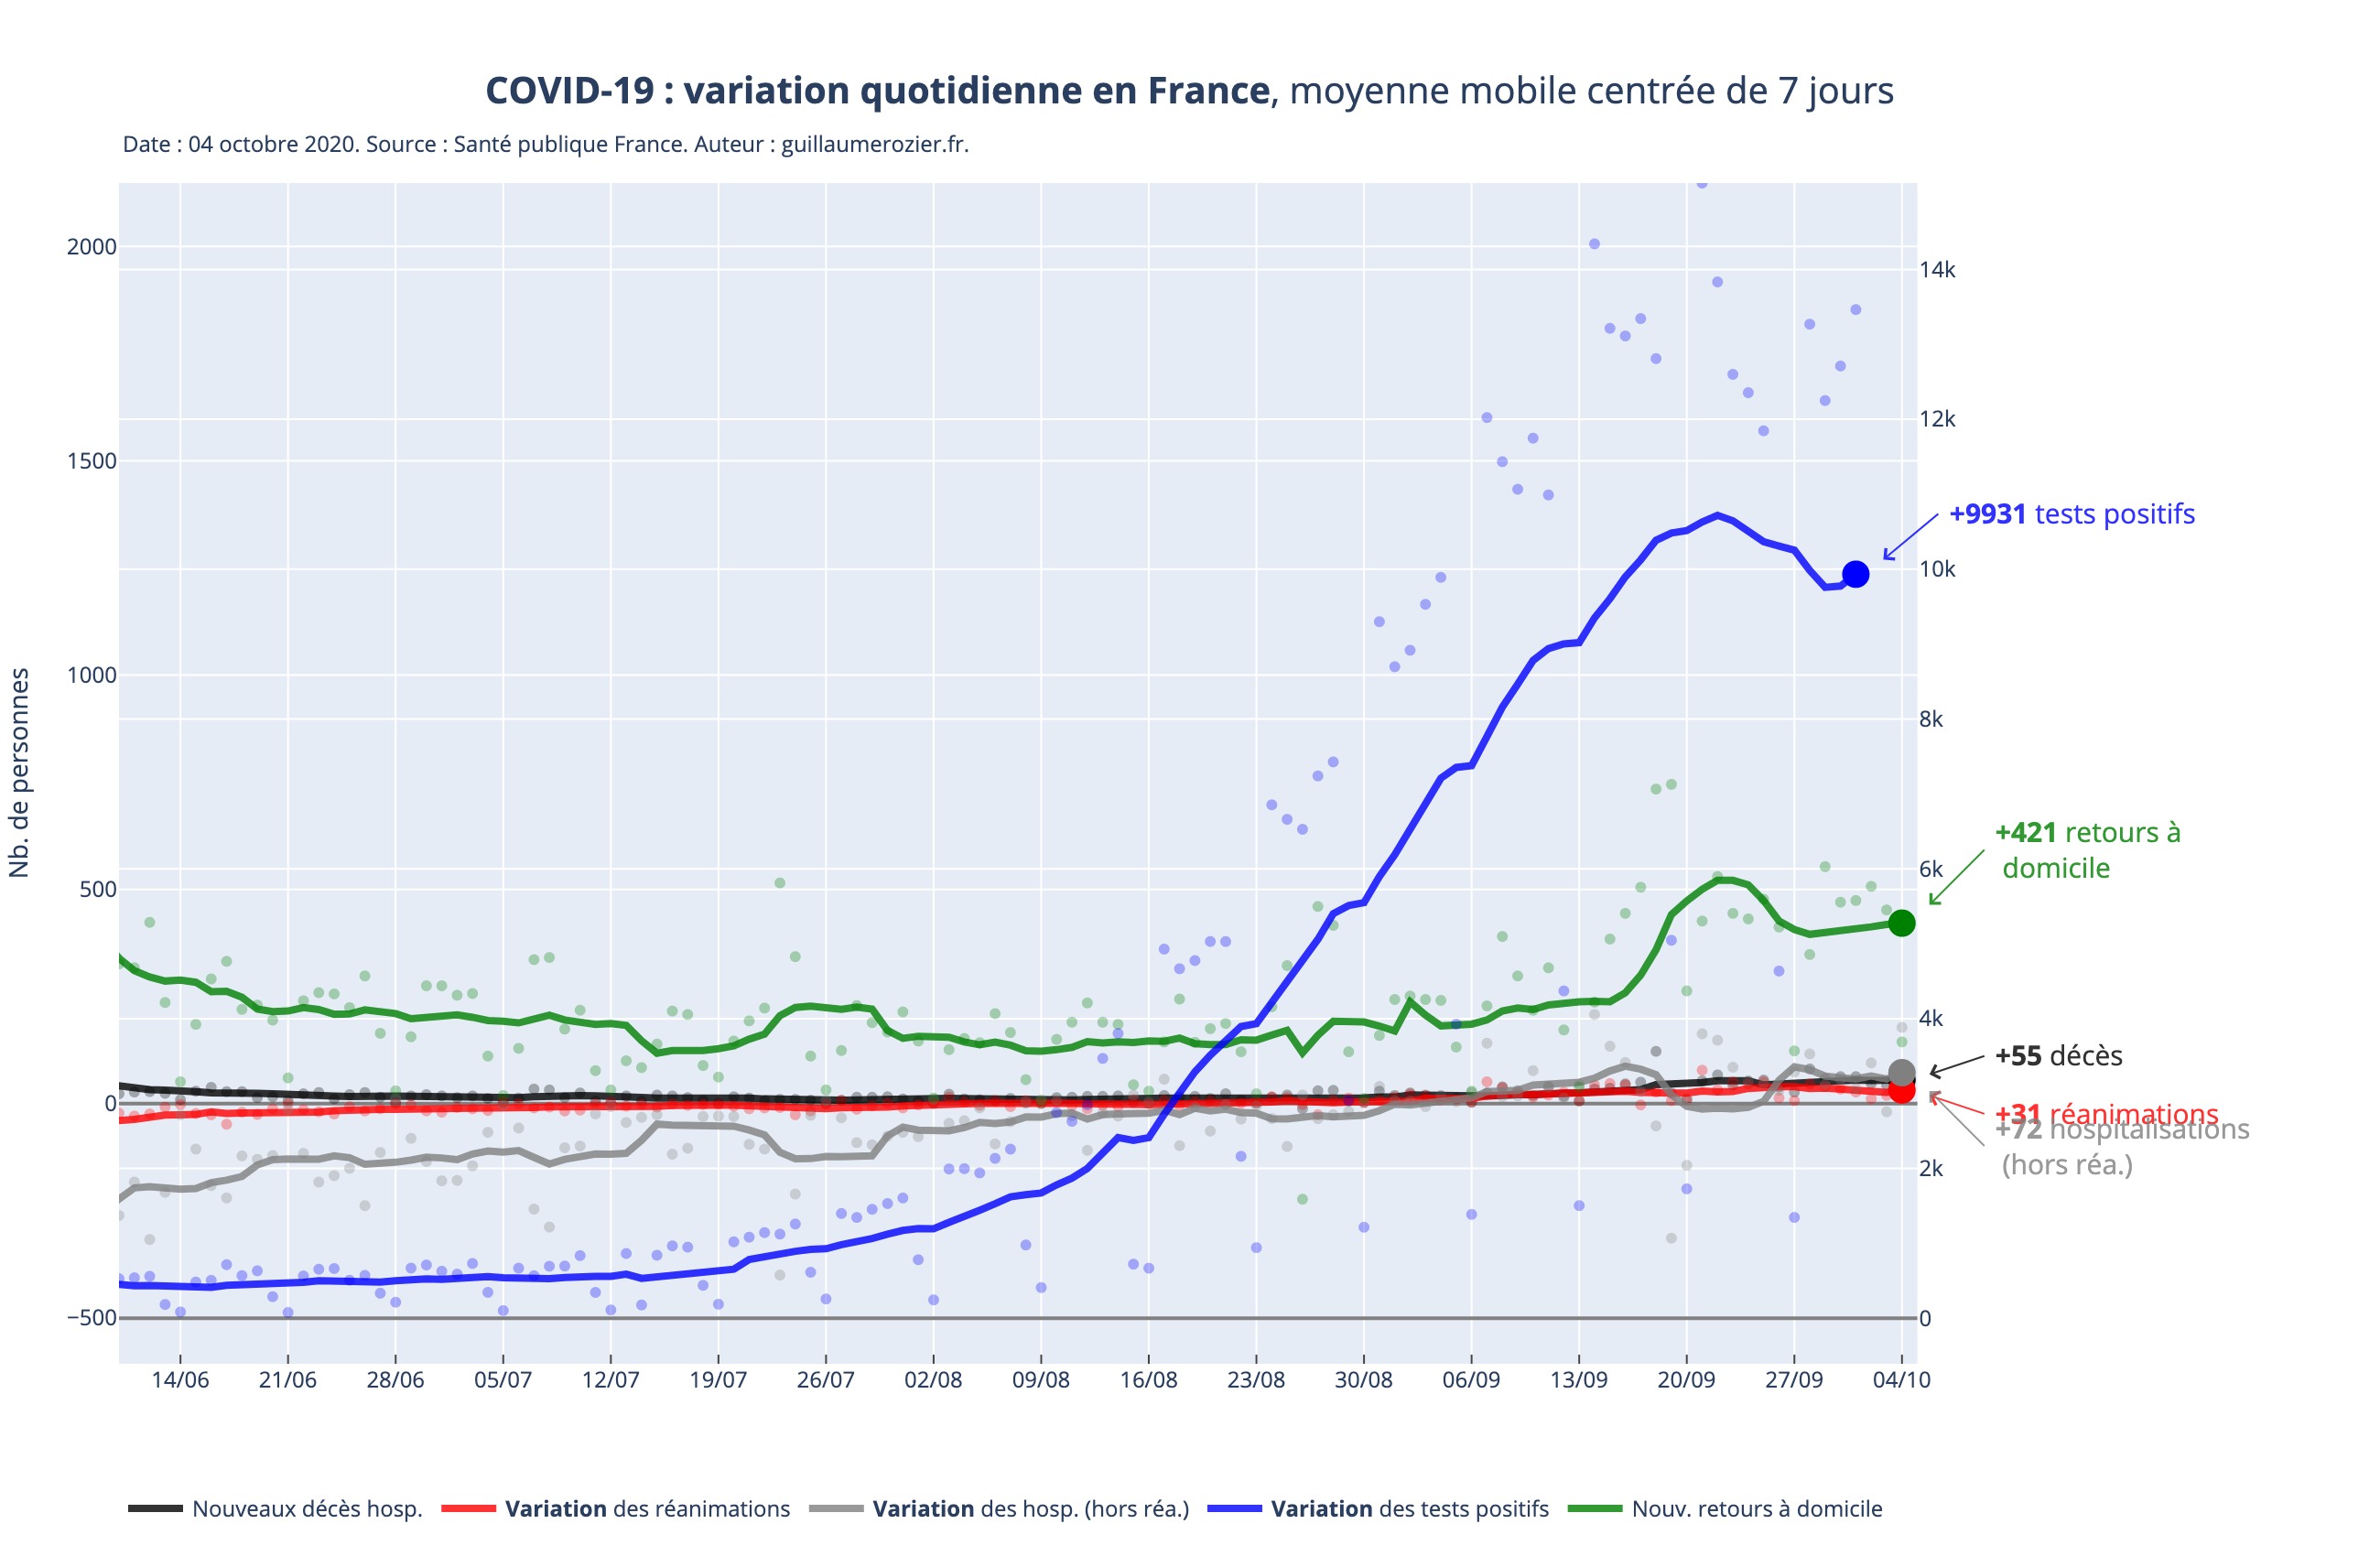 COVID-19 : variation quotidienne en France, moyenne mobile centrée de 7 jours
Date : 04 octobre 2020. Source : Santé publique France. Auteur : guillaumerozier.fr.
Nb. de personnes
2000
1500
1000
500
0
−500
14k
12k
10k
8k
6k
4k
2k
0
+9931 tests positifs
+421 retours à
domicile
+55 décès
+31 réanimations
+72 hospitalisations
(hors réa.)
14/06
21/06
28/06
05/07
12/07
19/07
26/07
02/08
09/08
16/08
23/08
30/08
06/09
13/09
20/09
27/09
04/10
Nouveaux décès hosp.
Variation des réanimations
Variation des hosp. (hors réa.)
Variation des tests positifs
Nouv. retours à domicile